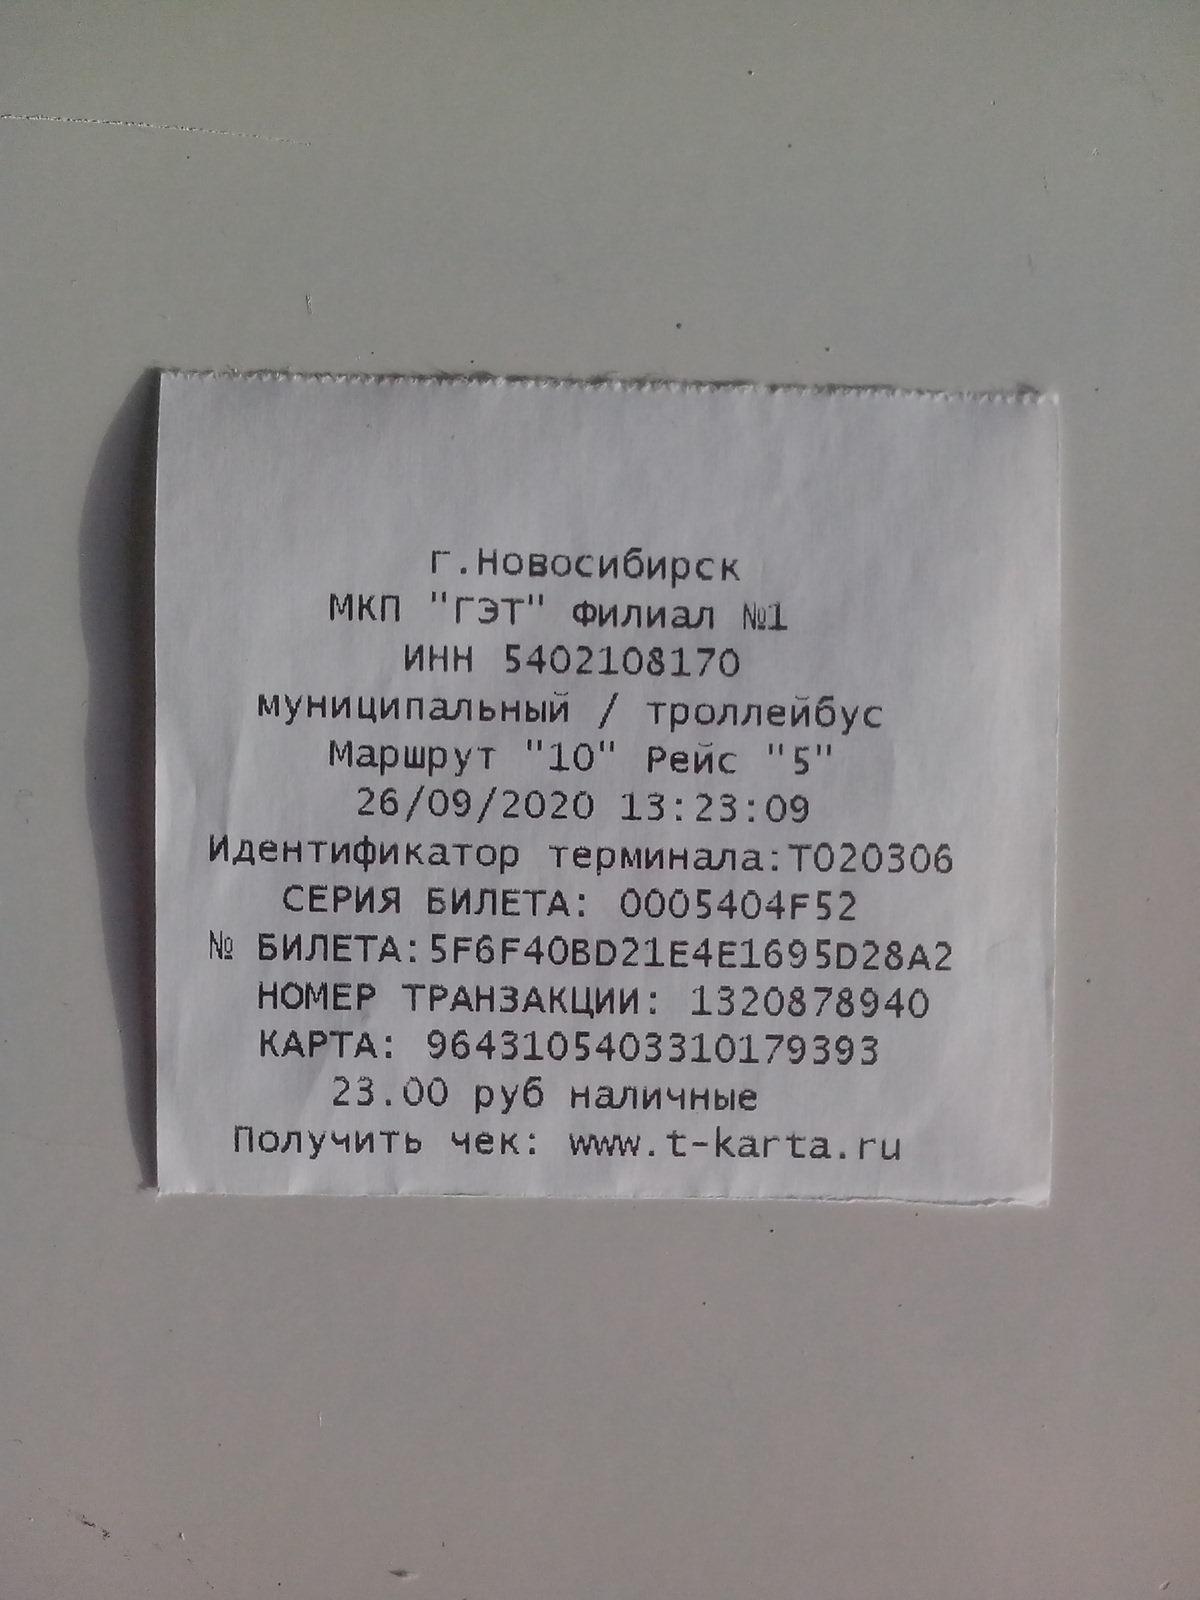 г.Новосибирск
МКП "ГЭТ" Филиал №1
ИНН 5402108170
муниципальный / троллейбус
Маршрут "10" Рейс "5"
26/09/2020 13:23:09
Идентификатор терминала:T020306
СЕРИЯ БИЛЕТА: 0005404F52
№ БИЛЕТА:5F6F40BD21E4E1695D28A2
НОМЕР ТРАНЗАКЦИИ: 1320878940
КАРТА: 9643105403310179393
23.00 руб наличные
Получить чек: www.t-karta.ru